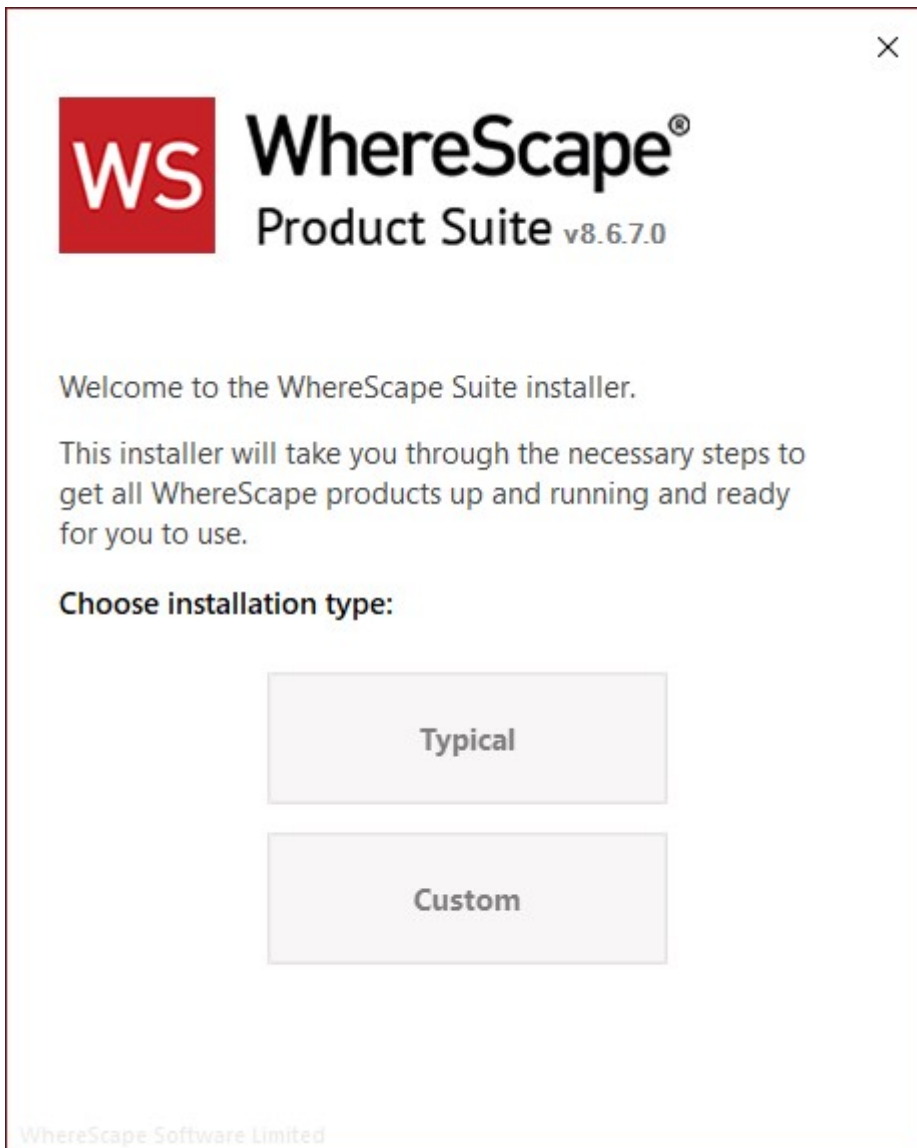 WS
WhereScape®
Product Suite v8.6.7.0
Welcome to the WhereScape Suite installer.
This installer will take you through the necessary steps to
get all WhereScape products up and running and ready
for you to use.
Choose installation type:
Typical
Custom
WhereScape Software Limited